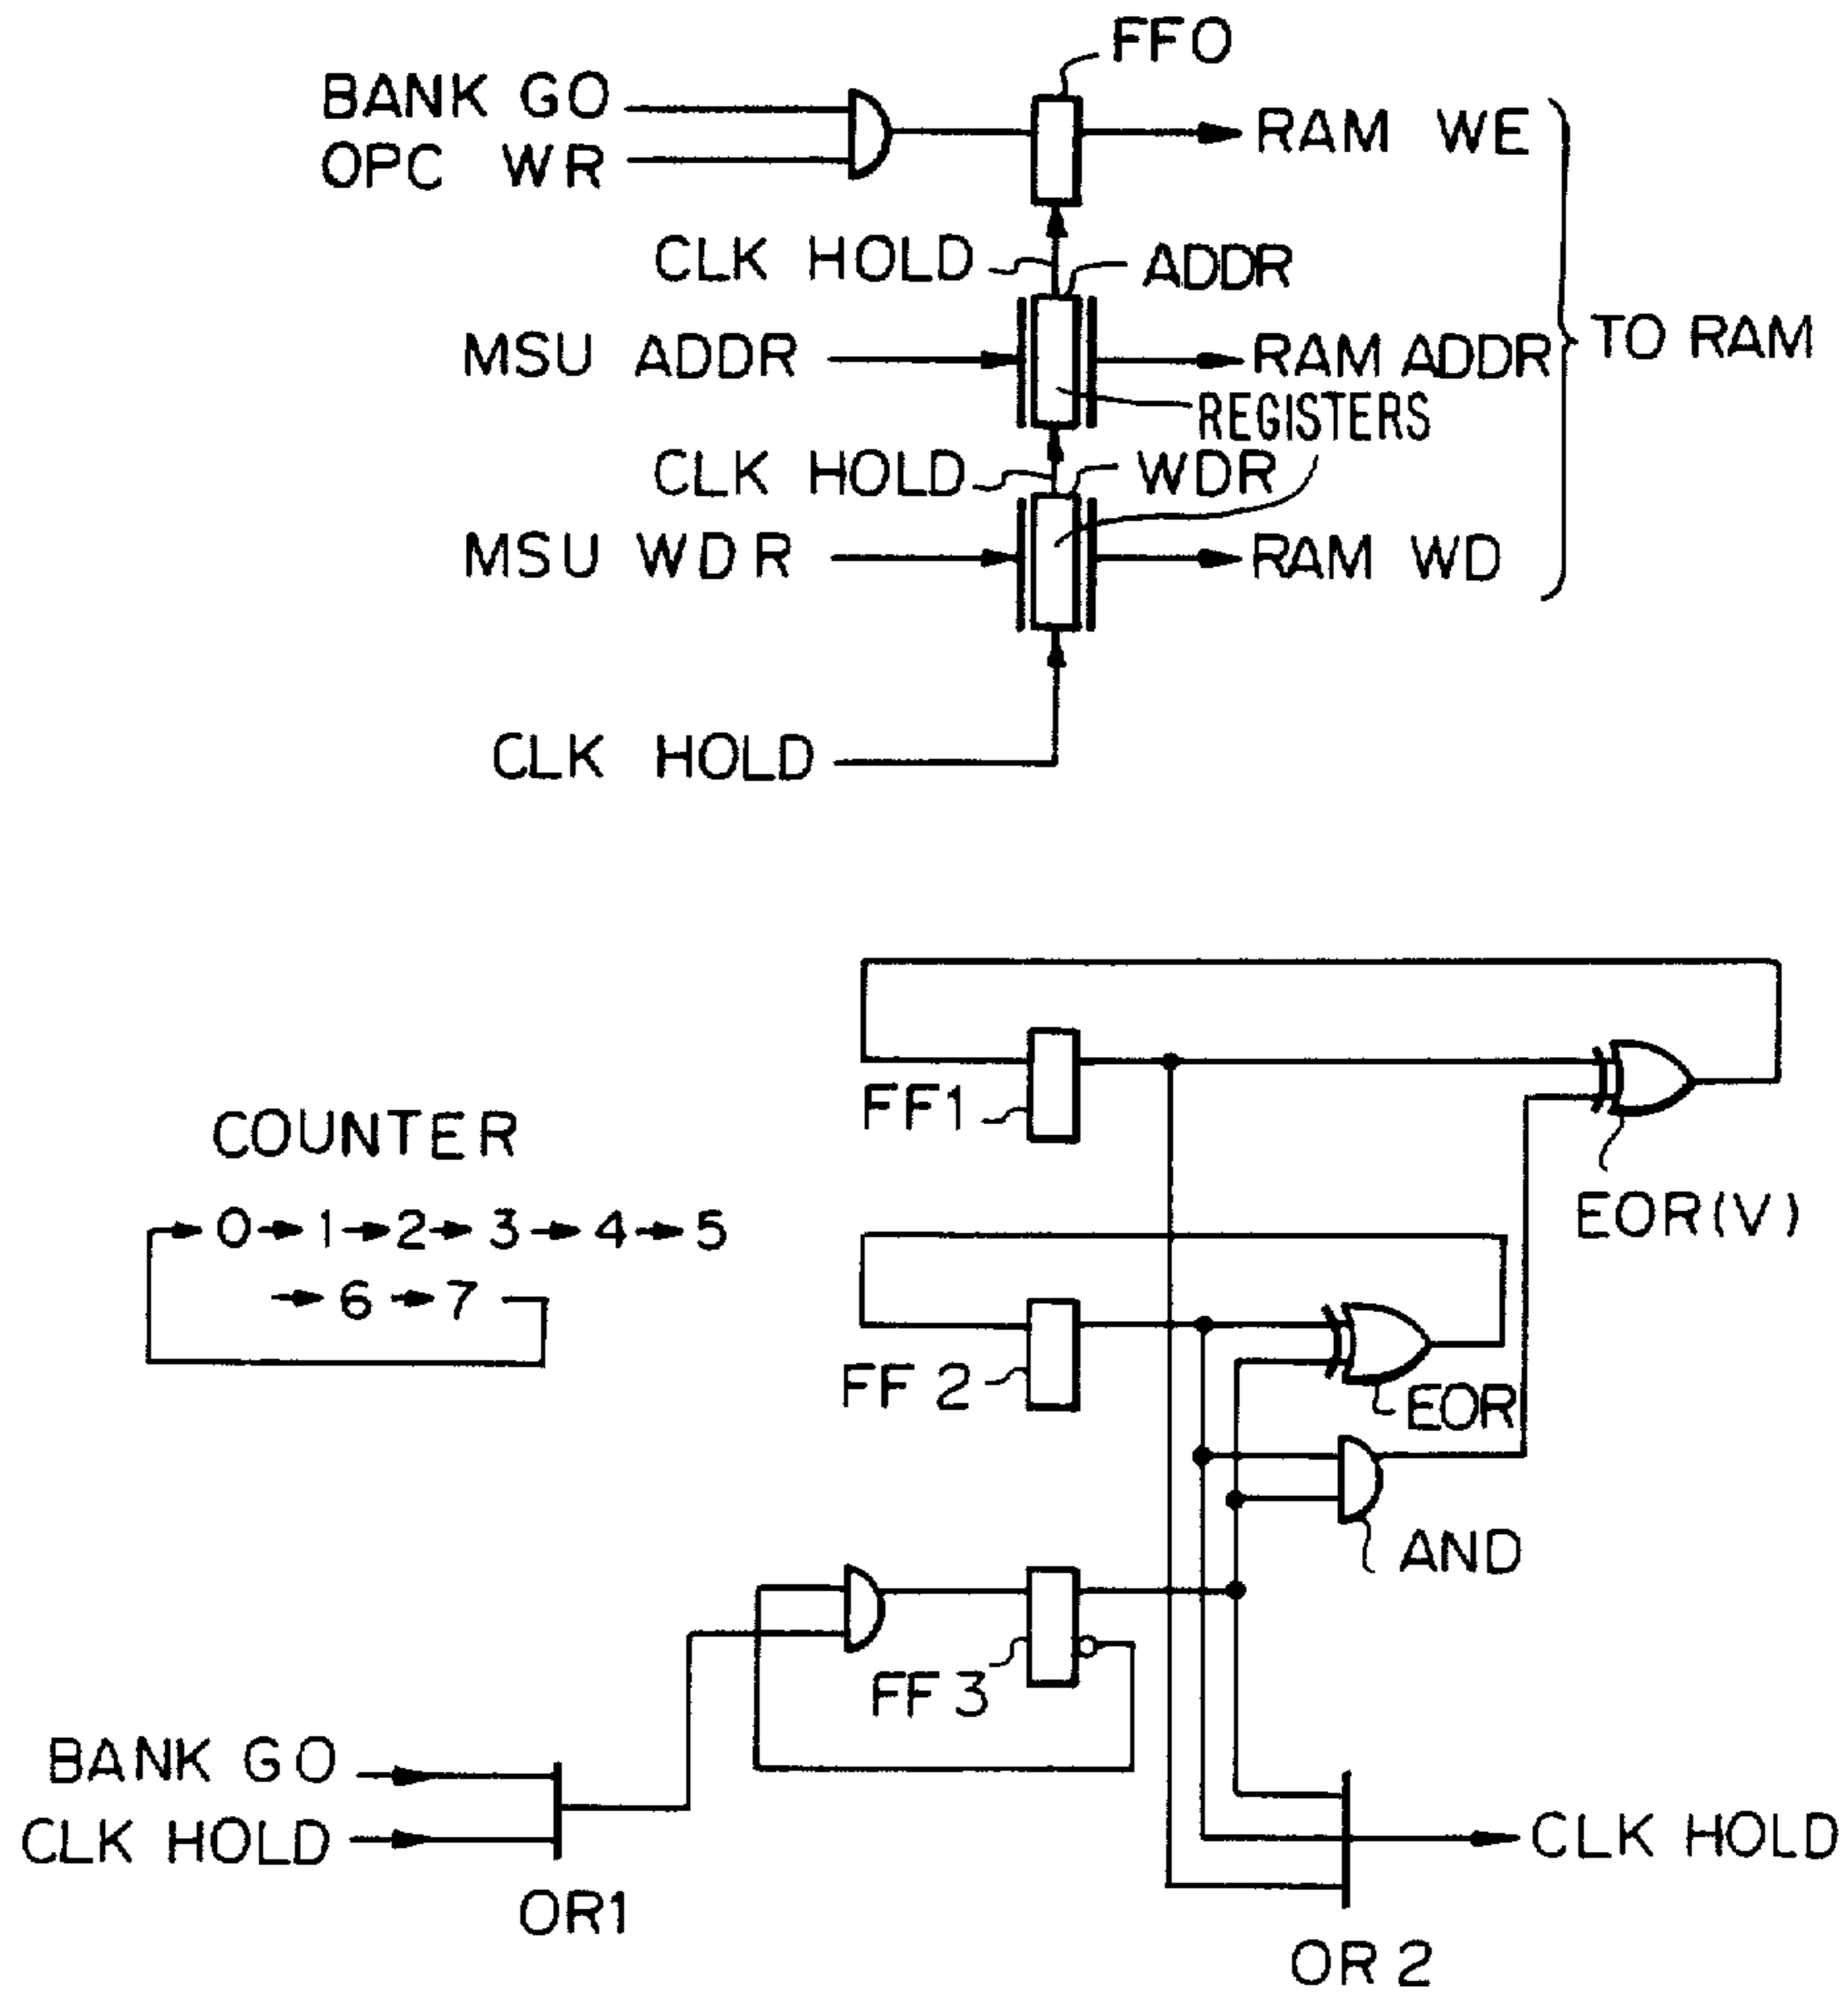 FFO
BANK GO
OPC WR
RAM WE
CLK HOLD
ADDR
MSU ADDR
RAM ADDR
TO RAM
REGISTERS
CLK HOLD
WDR
MSU WDR
RAM WD
CLK HOLD
FF1
COUNTER
EOR(V)
0 1 2 3 4 5
6 7
FF 2
EOR
AND
FF 3
BANK GO
CLK HOLD
CLK HOLD
OR1
OR 2